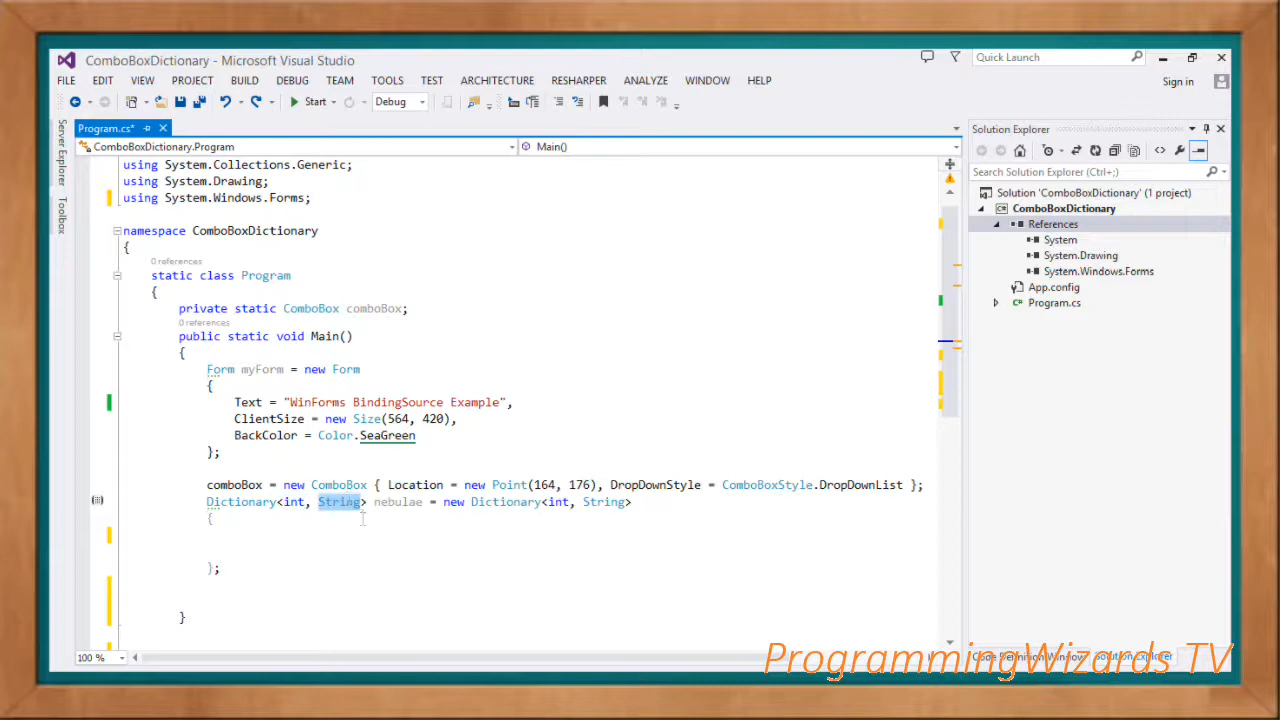 ComboBoxDictionary - Microsoft Visual Studio
Quick Launch
FILE EDIT VIEW PROJECT BUILD DEBUG TEAM TOOLS TEST ARCHITECTURE RESHARPER ANALYZE WINDOW HELP
Sign in
Start Debug
Server Explorer
Toolbox
Program.cs*
ComboBoxDictionary.Program
Main()
using System.Collections.Generic;
using System.Drawing;
using System.Windows.Forms;
namespace ComboBoxDictionary
{
0 references
static class Program
{
private static ComboBox comboBox;
0 references
public static void Main()
{
Form myForm = new Form
{
Text = "WinForms BindingSource Example",
ClientSize = new Size(564, 420),
BackColor = Color.SeaGreen
};
comboBox = new ComboBox { Location = new Point(164, 176), DropDownStyle = ComboBoxStyle.DropDownList };
Dictionary<int, String> nebulae = new Dictionary<int, String>
{
};
}
100 %
Solution Explorer
Search Solution Explorer (Ctrl+;)
Solution 'ComboBoxDictionary' (1 project)
ComboBoxDictionary
References
System
System.Drawing
System.Windows.Forms
App.config
Program.cs
Code Definition Window Solution Explorer
ProgrammingWizards TV